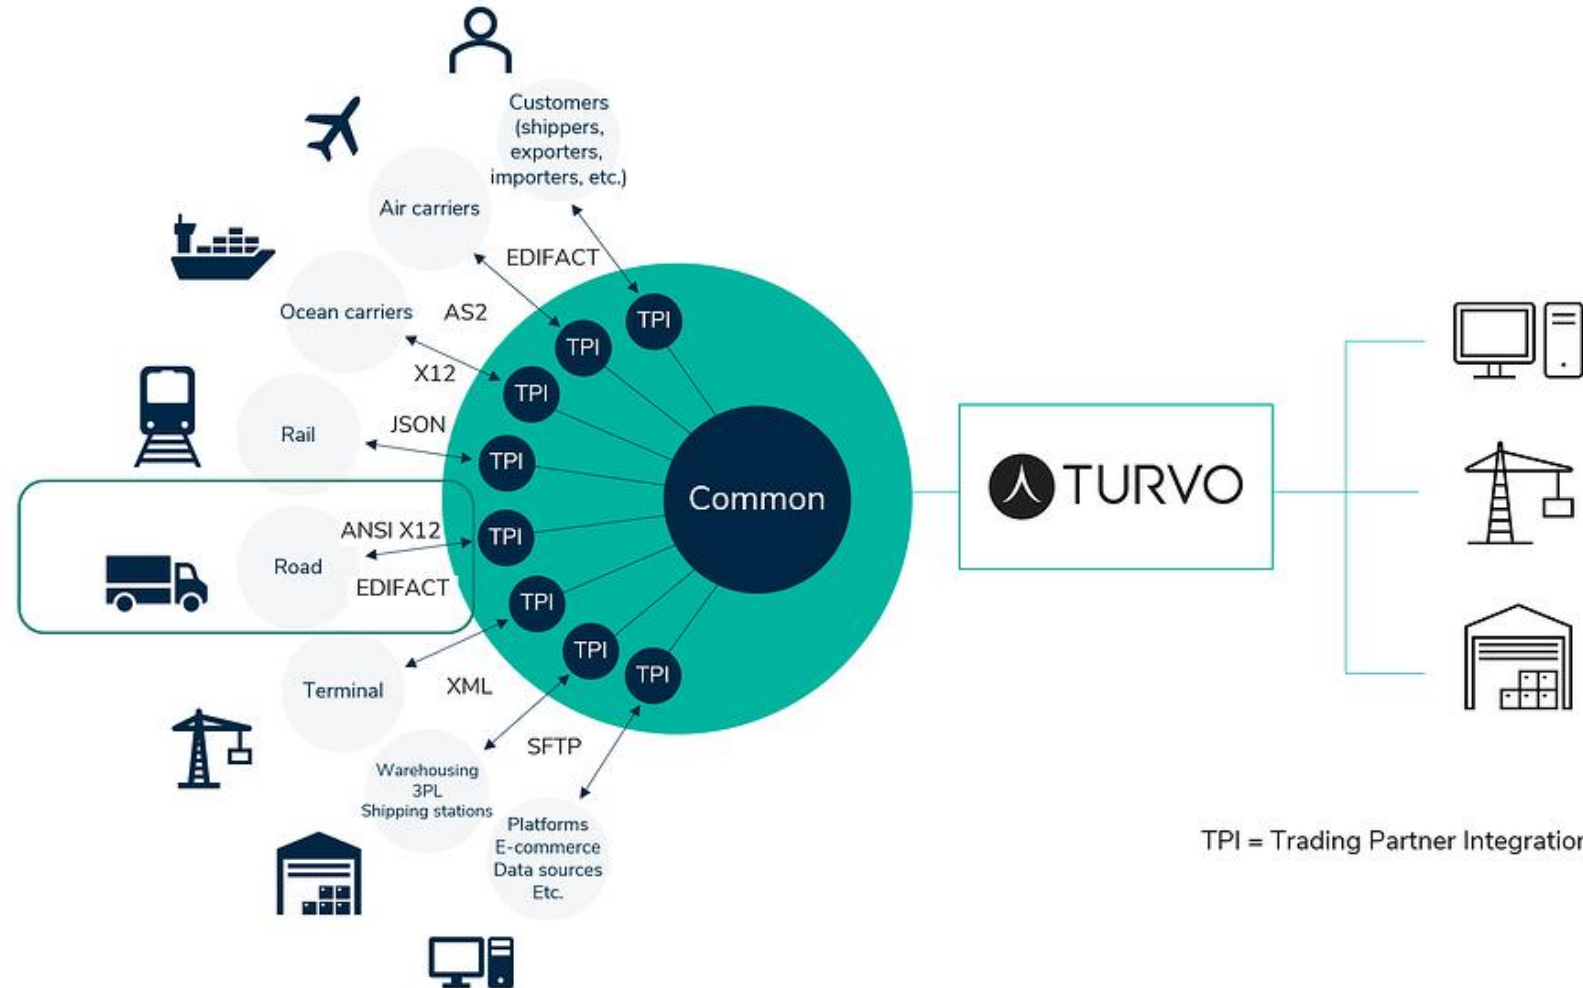 Customers
(shippers,
exporters,
importers, etc.)
Air carriers
EDIFACT
Ocean carriers
AS2
TPI
TPI
X12
TPI
JSON
Rail
TPI
Common
TURVO
ANSI X12
TPI
Road
EDIFACT
TPI
TPI
TPI
Terminal
XML
SFTP
Warehousing
3PL
Shipping stations
Platforms
E-commerce
Data sources
Etc.
TPI = Trading Partner Integration